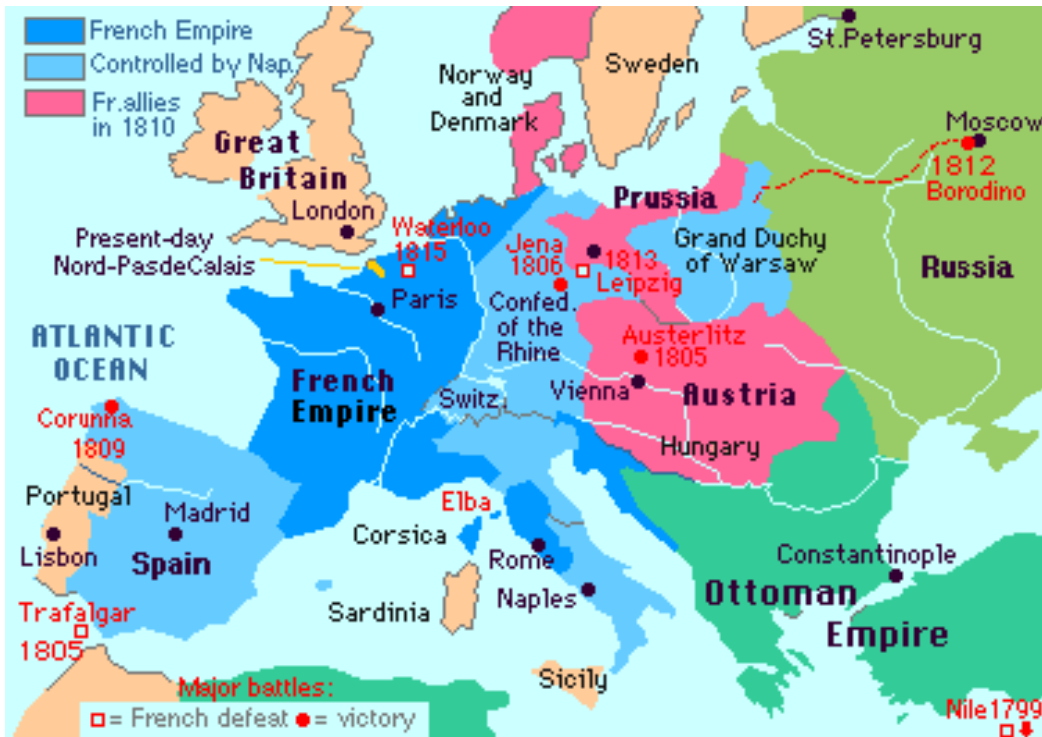 French Empire
Controlled by Nap.
Fr.allies
in 1810
St.Petersburg
Sweden
Norway
and
Denmark
Moscow
1812
Borodino
Great
Britain
London
Prussia
Waterloo
1815
Jena
1806
1813
Leipzig
Grand Duchy
of Warsaw
Russia
Present-day
Nord-PasdeCalais
Paris
Confed.
of the
Rhine
Austerlitz
1805
ATLANTIC
OCEAN
French
Empire
Switz.
Vienna
Austria
Corunna
1809
Hungary
Portugal
Madrid
Elba
Corsica
Lisbon
Spain
Rome
Constantinople
Naples
Ottoman
Empire
Trafalgar
1805
Sardinia
Sicily
Major battles:
= French defeat = victory
Nile1799